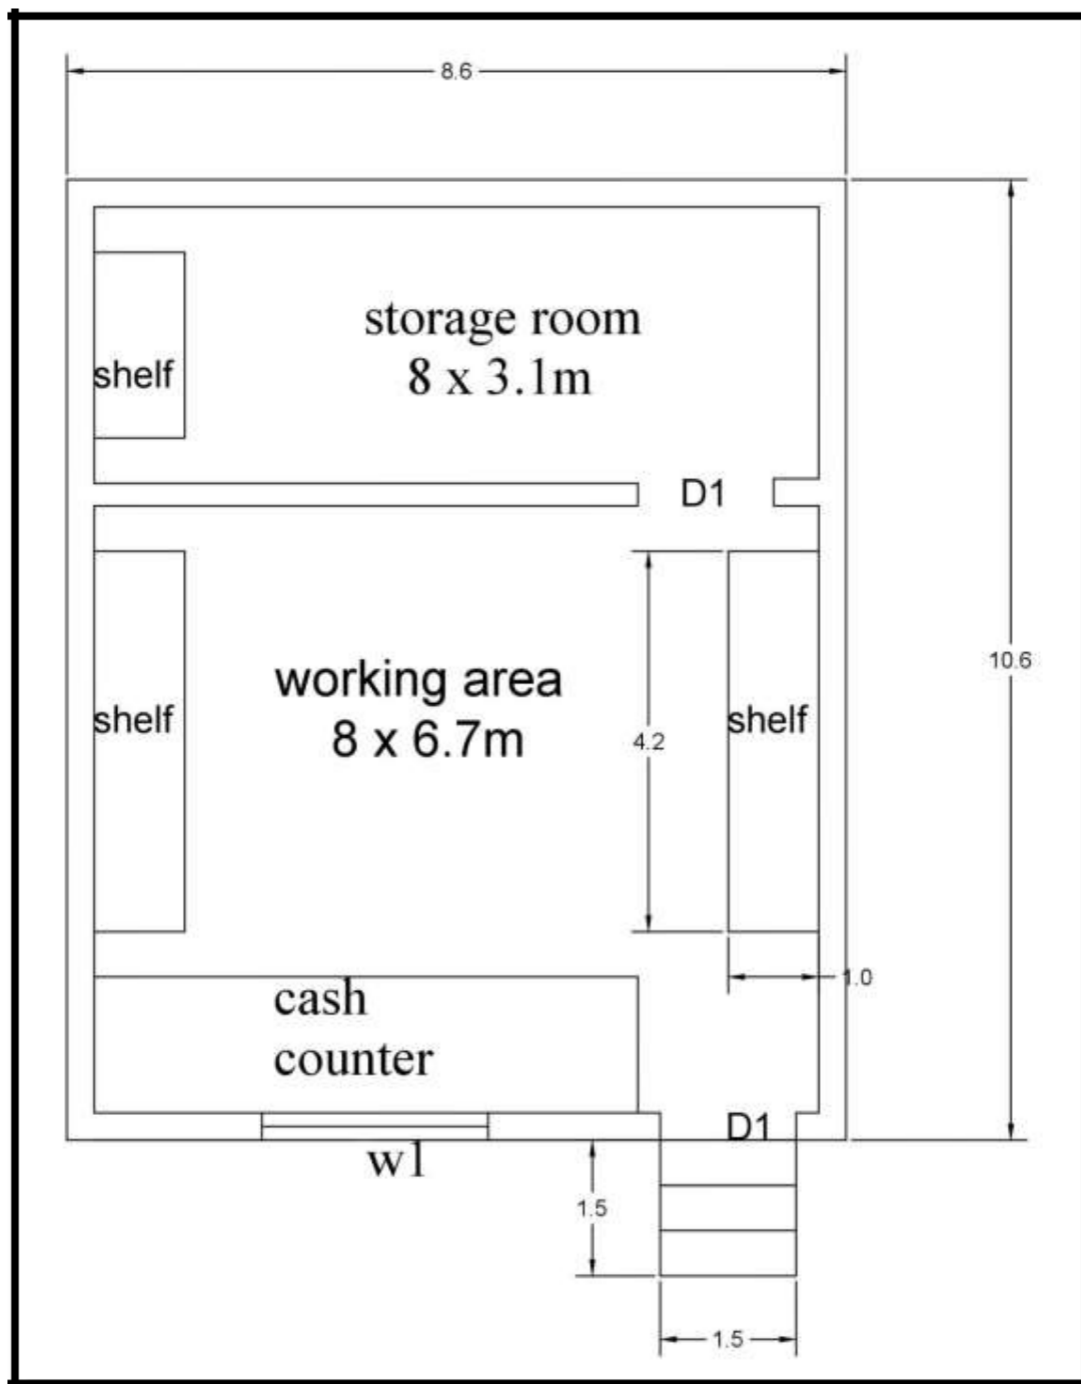 8.6
storage room
8 x 3.1m
shelf
D1
working area
8 x 6.7m
shelf
4.2
shelf
10.6
1.0
cash
counter
D1
w1
1.5
1.5